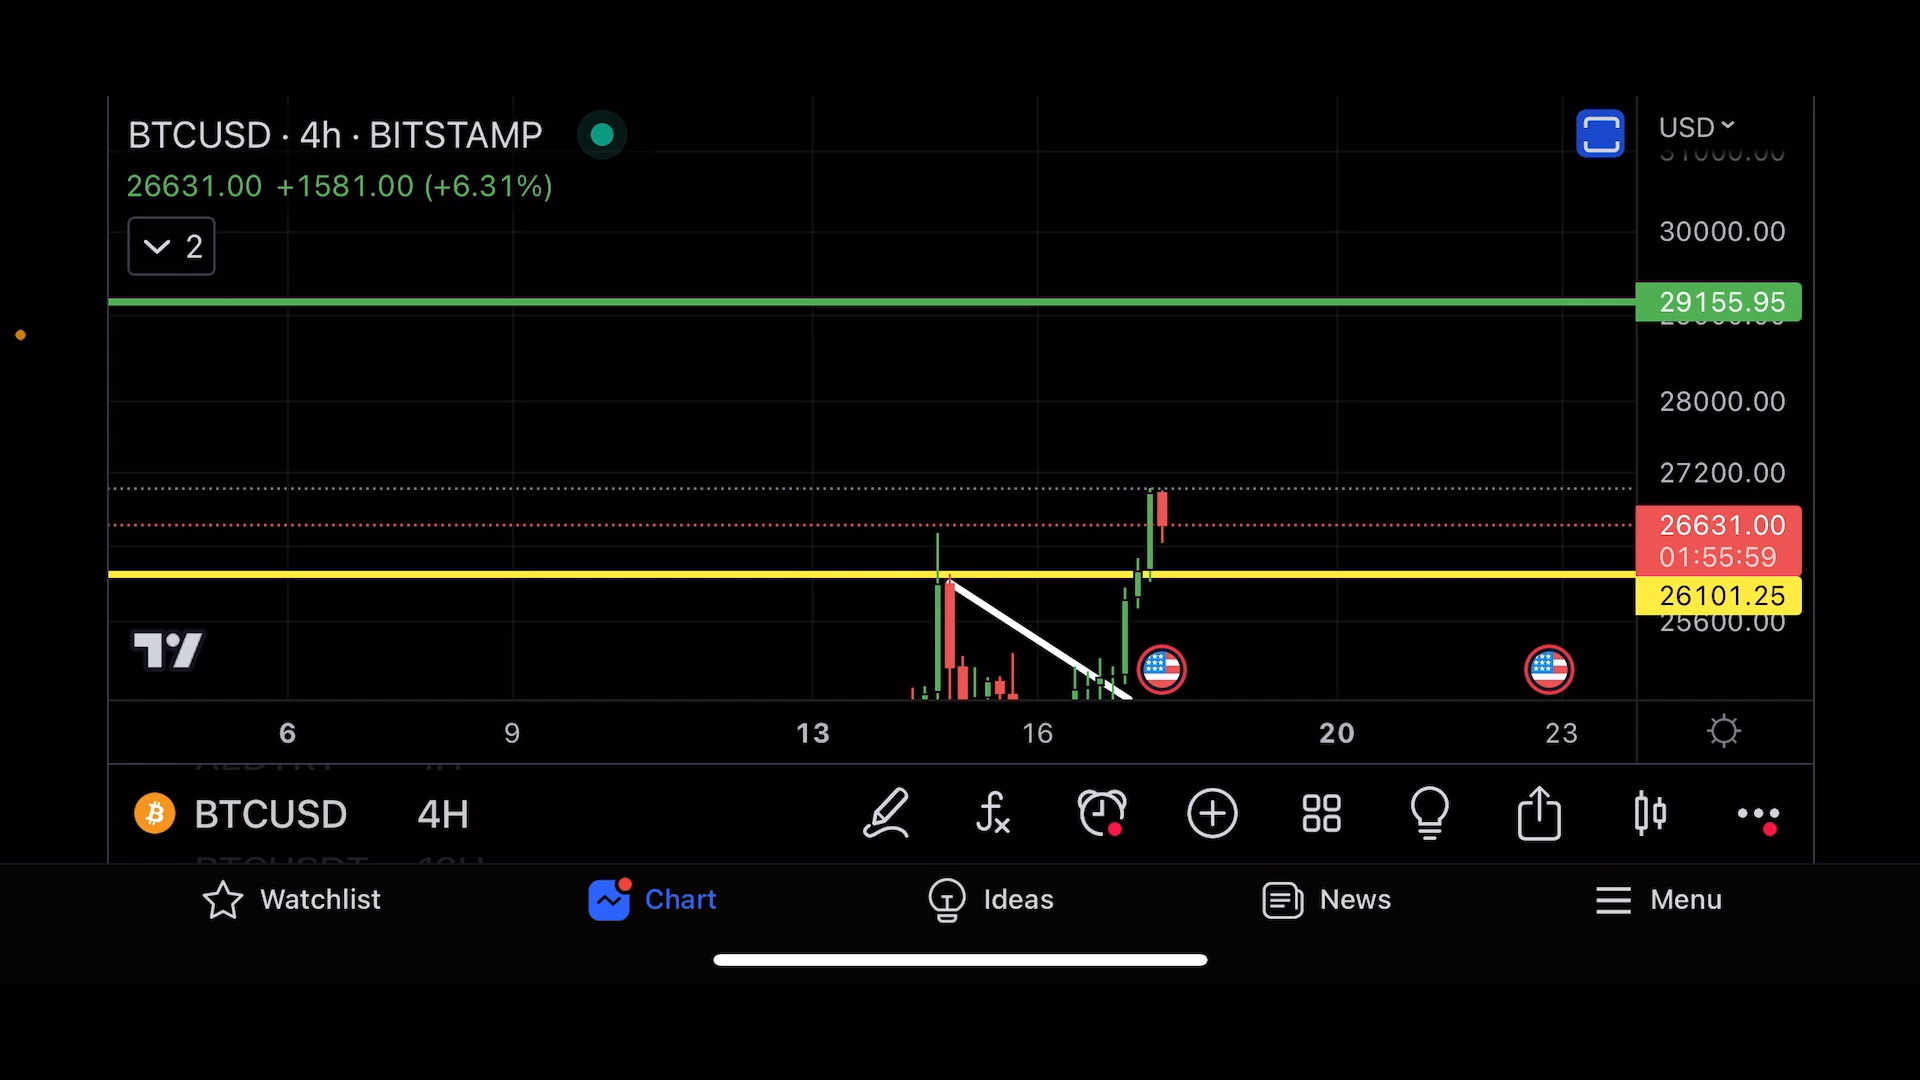 BTCUSD · 4h · BITSTAMP
26631.00 +1581.00 (+6.31%)
2
USD
31000.00
30000.00
29155.95
28000.00
27200.00
26631.00
01:55:59
26101.25
25600.00
6 9 13 16 20 23
BTCUSD 4H
Watchlist Chart Ideas News Menu